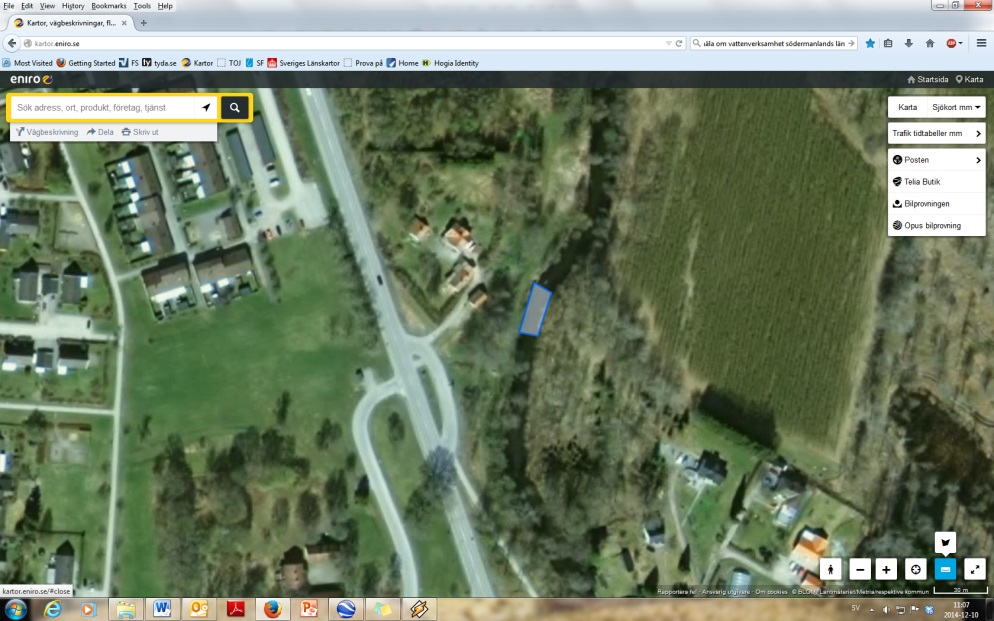 File Edit View History Bookmarks Tools Help
Kartor, vägbeskrivningar, fl... × +
kartor.eniro.se
åla om vattenverksamhet södermanlands län
Most Visited Getting Started FS tyda.se Kartor TOJ SF Sveriges Länskartor Prova på Home Hogia Identity
eniro Startsida Karta
Sök adress, ort, produkt, företag, tjänst
Karta Sjökort mm
Vägbeskrivning Dela Skriv ut
Trafik tidtabeller mm
Posten
Telia Butik
Bilprovningen
Opus bilprovning
kartor.eniro.se/#close
Rapportera fel Ansvarig utgivare Om cookies © BLOM Lantmäteriet/Metria/respektive kommun 30 m
SV 11:07
2014-12-10